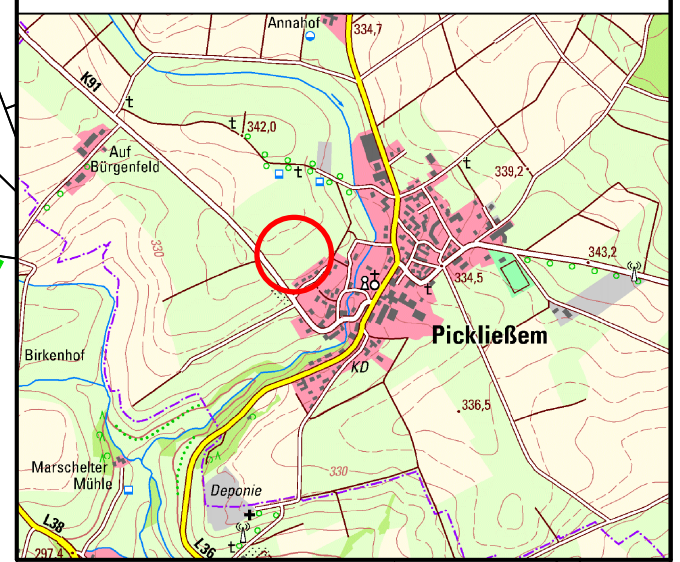 Annahof
334,7
K91
342,0
Auf
Bürgenfeld
339,2
330
343,2
334,5
Pickließem
Birkenhof
KD
336,5
Marschelter
Mühle
330
Deponie
L38
L36
297,4